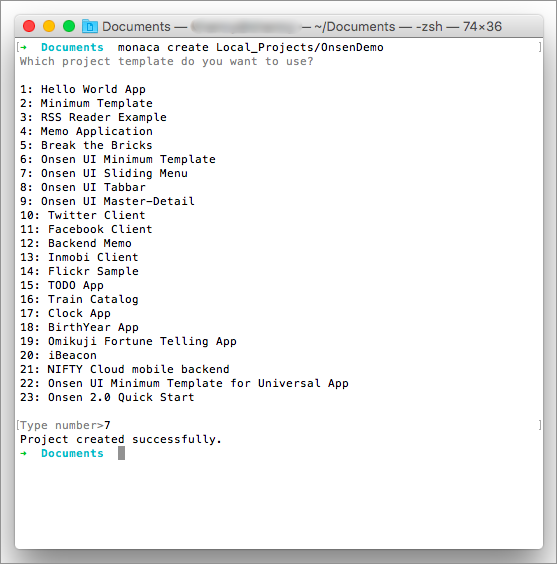 Documents — — ~/Documents — -zsh — 74×36
[➜ Documents monaca create Local_Projects/OnsenDemo ]
Which project template do you want to use?
1: Hello World App
2: Minimum Template
3: RSS Reader Example
4: Memo Application
5: Break the Bricks
6: Onsen UI Minimum Template
7: Onsen UI Sliding Menu
8: Onsen UI Tabbar
9: Onsen UI Master-Detail
10: Twitter Client
11: Facebook Client
12: Backend Memo
13: Inmobi Client
14: Flickr Sample
15: TODO App
16: Train Catalog
17: Clock App
18: BirthYear App
19: Omikuji Fortune Telling App
20: iBeacon
21: NIFTY Cloud mobile backend
22: Onsen UI Minimum Template for Universal App
23: Onsen 2.0 Quick Start
[Type number>7 ]
Project created successfully.
➜ Documents